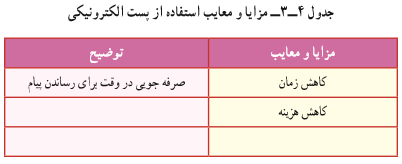 جدول ۴ــ۳ــ مزایا و معایب استفاده از پست الکترونیکی
مزایا و معایب توضیح
کاهش زمان صرفه جویی در وقت برای رساندن پیام
کاهش هزینه